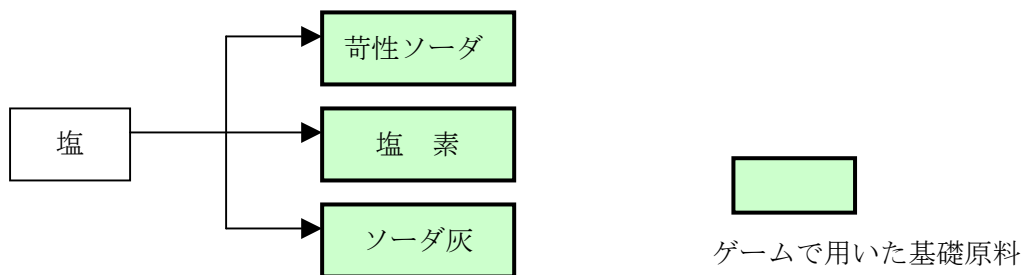 苛性ソーダ
塩
塩　素
ソーダ灰
ゲームで用いた基礎原料